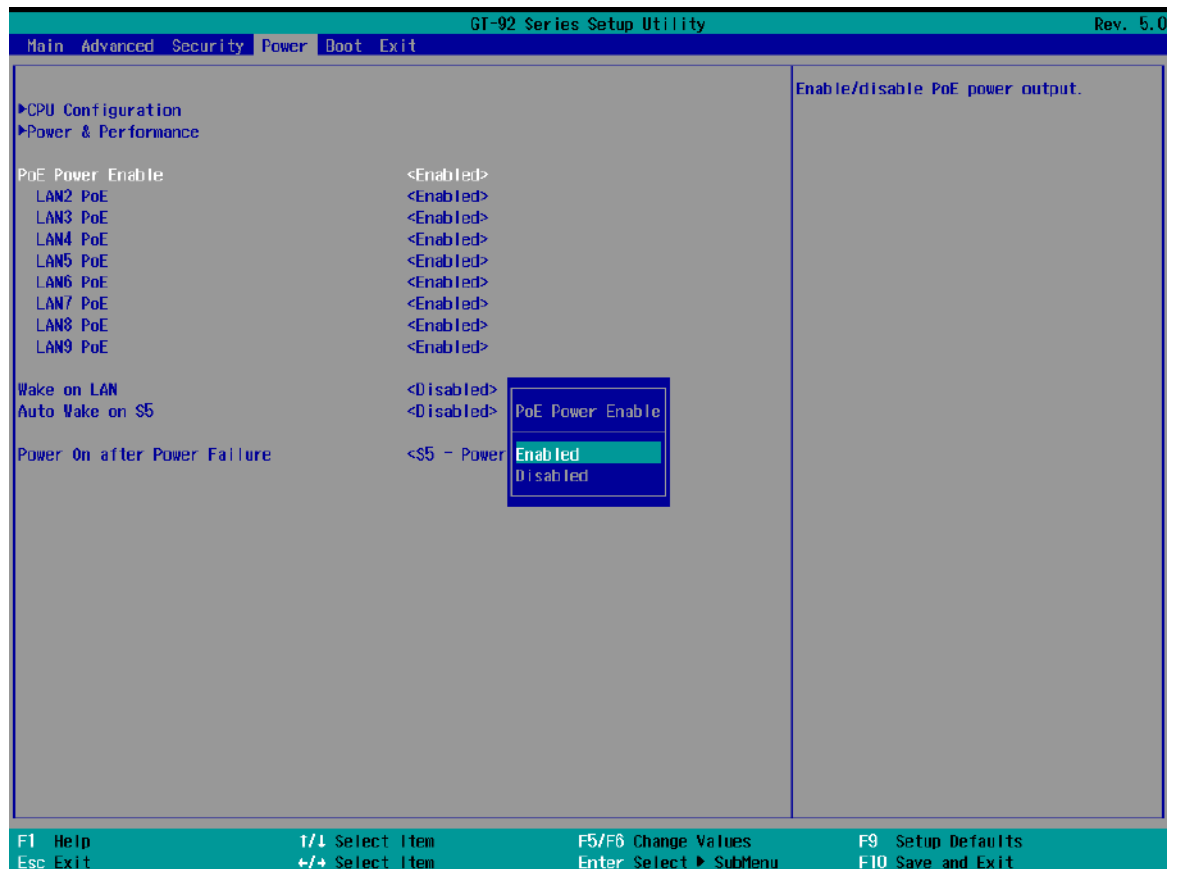 GT-92 Series Setup Utility Rev. 5.0
Main Advanced Security Power Boot Exit
Enable/disable PoE power output.
►CPU Configuration
►Power & Performance
PoE Power Enable <Enabled>
LAN2 PoE <Enabled>
LAN3 PoE <Enabled>
LAN4 PoE <Enabled>
LAN5 PoE <Enabled>
LAN6 PoE <Enabled>
LAN7 PoE <Enabled>
LAN8 PoE <Enabled>
LAN9 PoE <Enabled>
Wake on LAN <Disabled>
Auto Wake on S5 <Disabled>
Power On after Power Failure <S5 - Power
PoE Power Enable
Enabled
Disabled
F1 Help ↑/↓ Select Item F5/F6 Change Values F9 Setup Defaults
Esc Exit ←/→ Select Item Enter Select ► SubMenu F10 Save and Exit